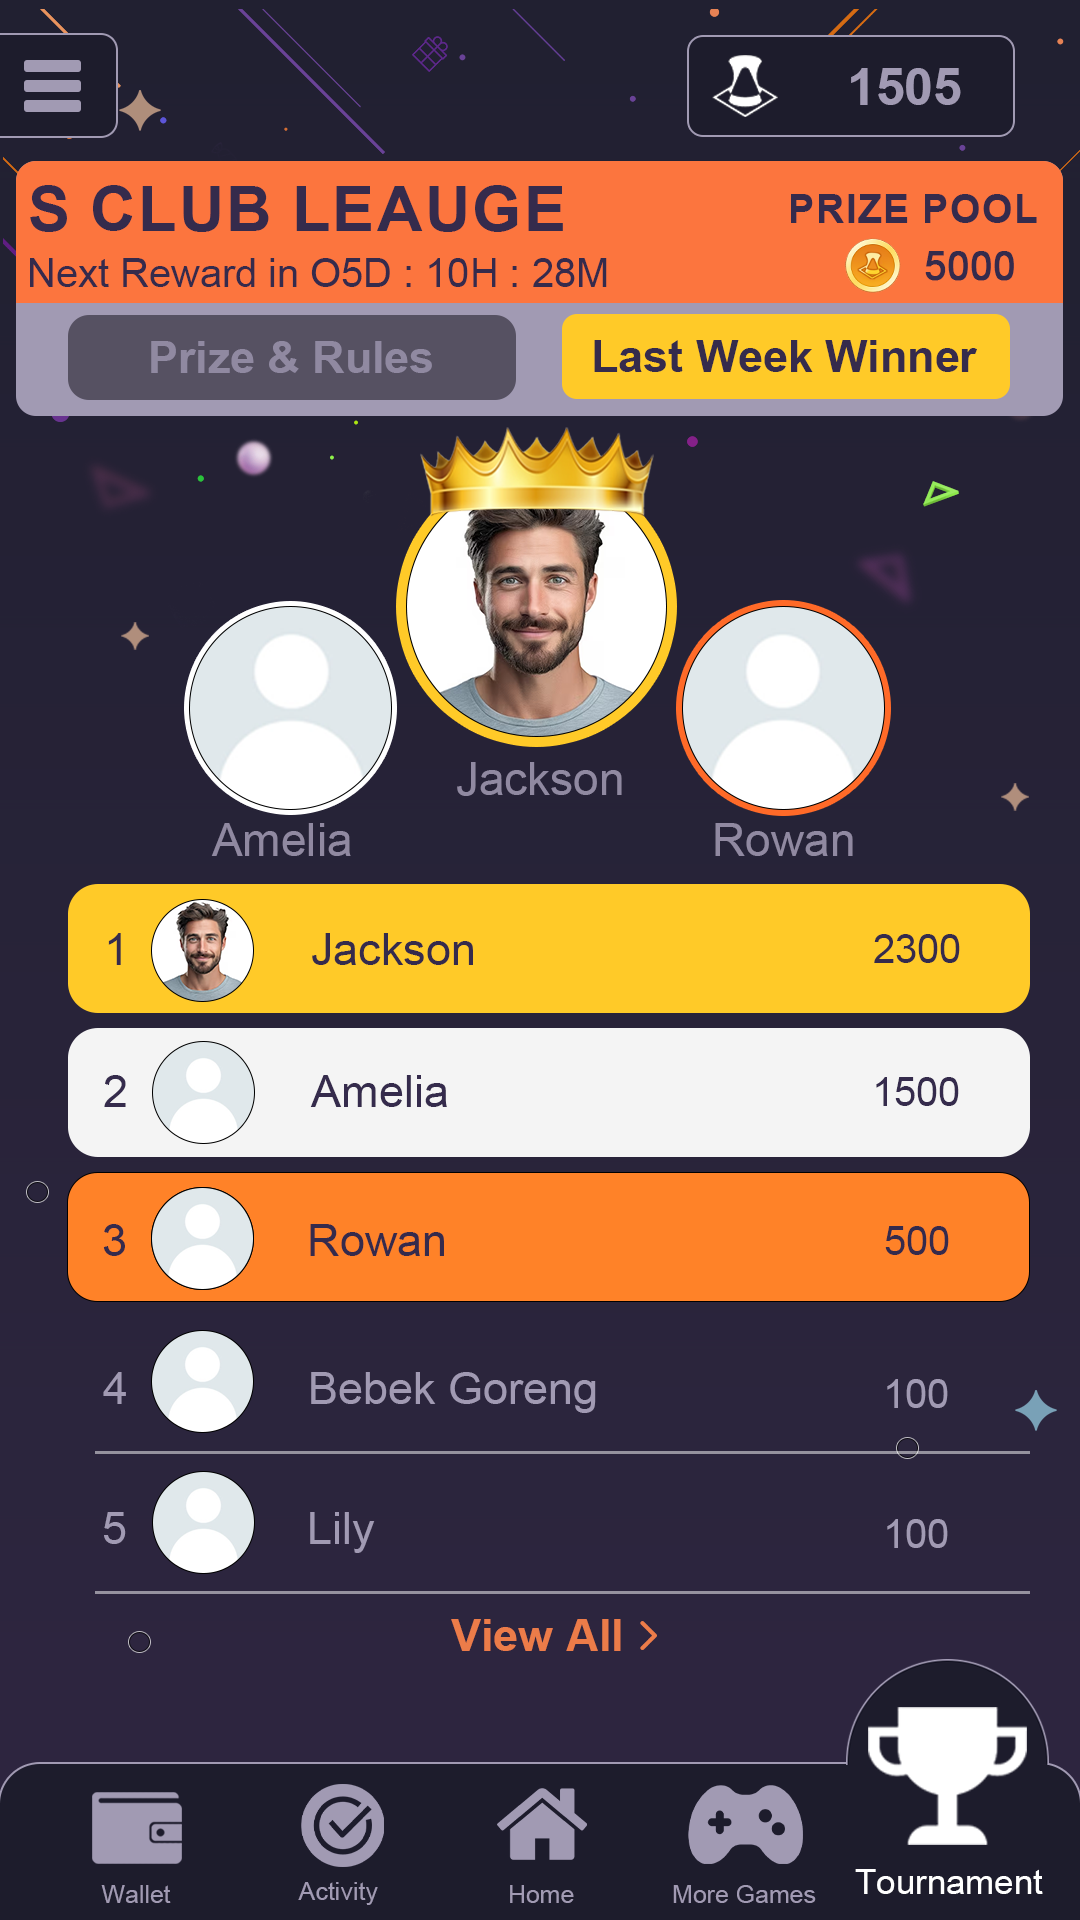 1505
S CLUB LEAUGE
PRIZE POOL
Next Reward in O5D : 10H : 28M
5000
Prize & Rules
Last Week Winner
Jackson
Amelia
Rowan
1 Jackson 2300
2 Amelia 1500
3 Rowan 500
4 Bebek Goreng 100
5 Lily 100
View All >
Wallet
Activity
Home
More Games
Tournament